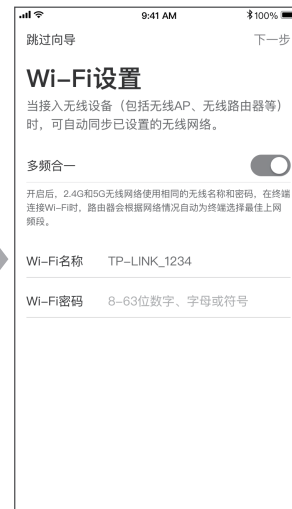 9:41 AM
100%
跳过向导
下一步
Wi-Fi设置
当接入无线设备（包括无线AP、无线路由器等）
时，可自动同步已设置的无线网络。
多频合一
开启后，2.4G和5G无线网络使用相同的无线名称和密码，在终端
连接Wi-Fi时，路由器会根据网络情况自动为终端选择最佳上网
频段。
Wi-Fi名称 TP-LINK_1234
Wi-Fi密码 8-63位数字、字母或符号